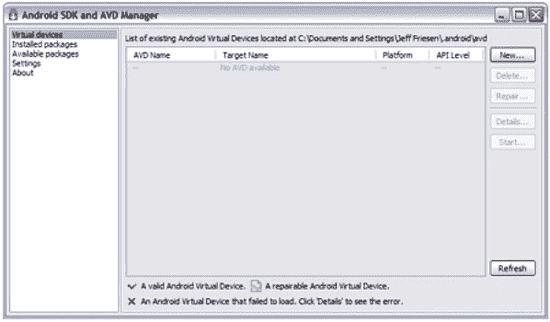 Android SDK and AVD Manager
Virtual devices
Installed packages
Available packages
Settings
About
List of existing Android Virtual Devices located at C:\Documents and Settings\Jeff Friesen\.android\avd
AVD Name Target Name Platform API Level
-- No AVD available -- --
New...
Delete...
Repair...
Details...
Start...
Refresh
A valid Android Virtual Device. A repairable Android Virtual Device.
An Android Virtual Device that failed to load. Click 'Details' to see the error.